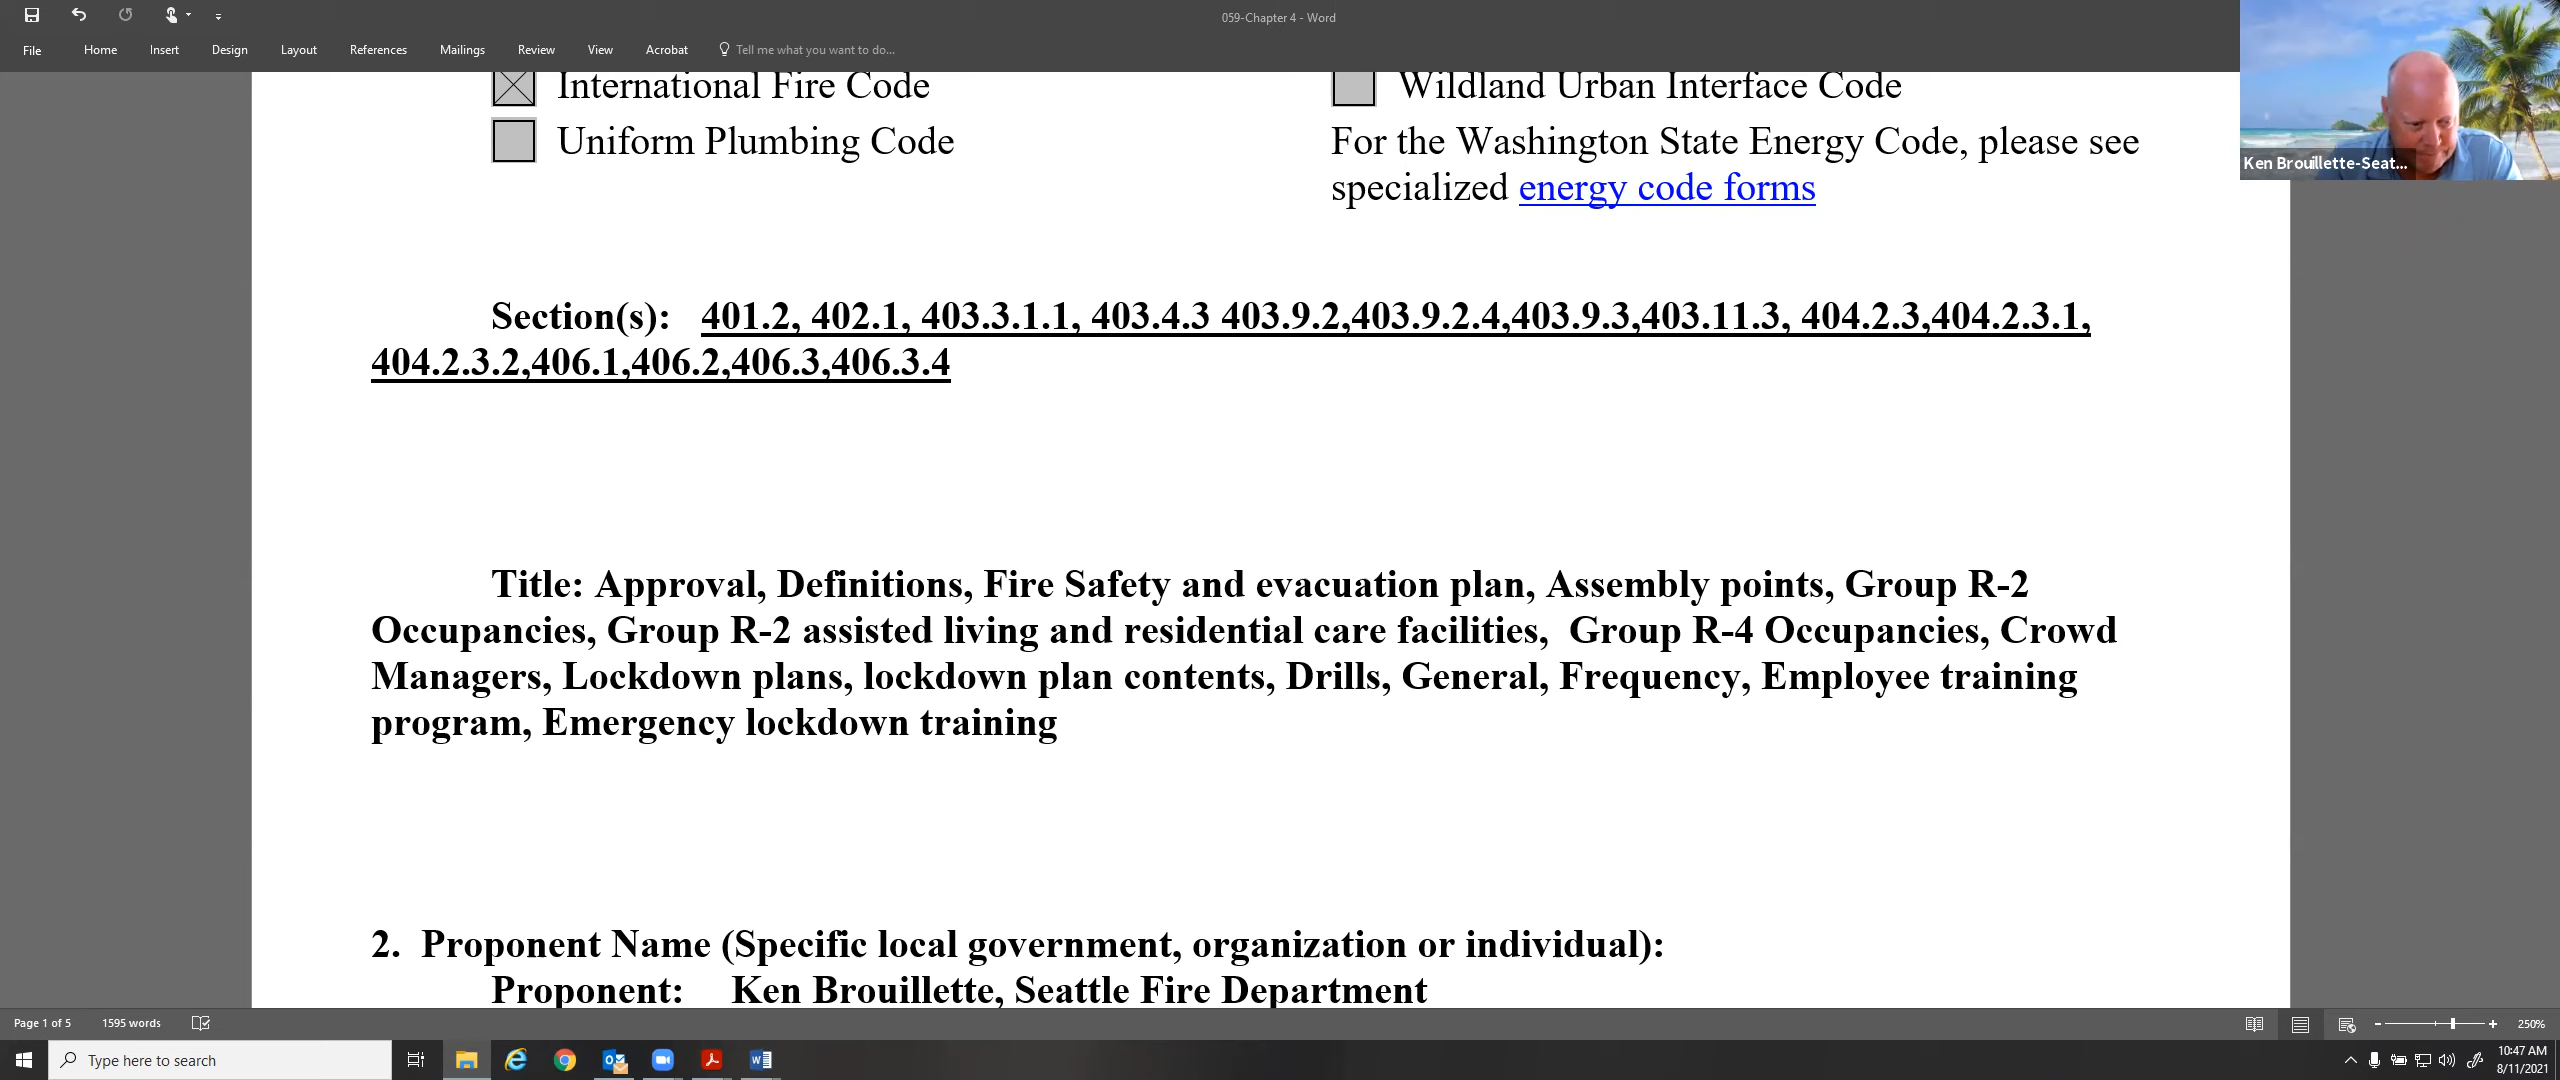 059-Chapter 4 - Word
File Home Insert Design Layout References Mailings Review View Acrobat Tell me what you want to do...
International Fire Code
Wildland Urban Interface Code
Uniform Plumbing Code
For the Washington State Energy Code, please see
specialized energy code forms
Ken Brouillette-Seat...
Section(s): 401.2, 402.1, 403.3.1.1, 403.4.3 403.9.2,403.9.2.4,403.9.3,403.11.3, 404.2.3,404.2.3.1,
404.2.3.2,406.1,406.2,406.3,406.3.4
Title: Approval, Definitions, Fire Safety and evacuation plan, Assembly points, Group R-2
Occupancies, Group R-2 assisted living and residential care facilities, Group R-4 Occupancies, Crowd
Managers, Lockdown plans, lockdown plan contents, Drills, General, Frequency, Employee training
program, Emergency lockdown training
2. Proponent Name (Specific local government, organization or individual):
Proponent: Ken Brouillette, Seattle Fire Department
Page 1 of 5 1595 words
250%
Type here to search
10:47 AM
8/11/2021